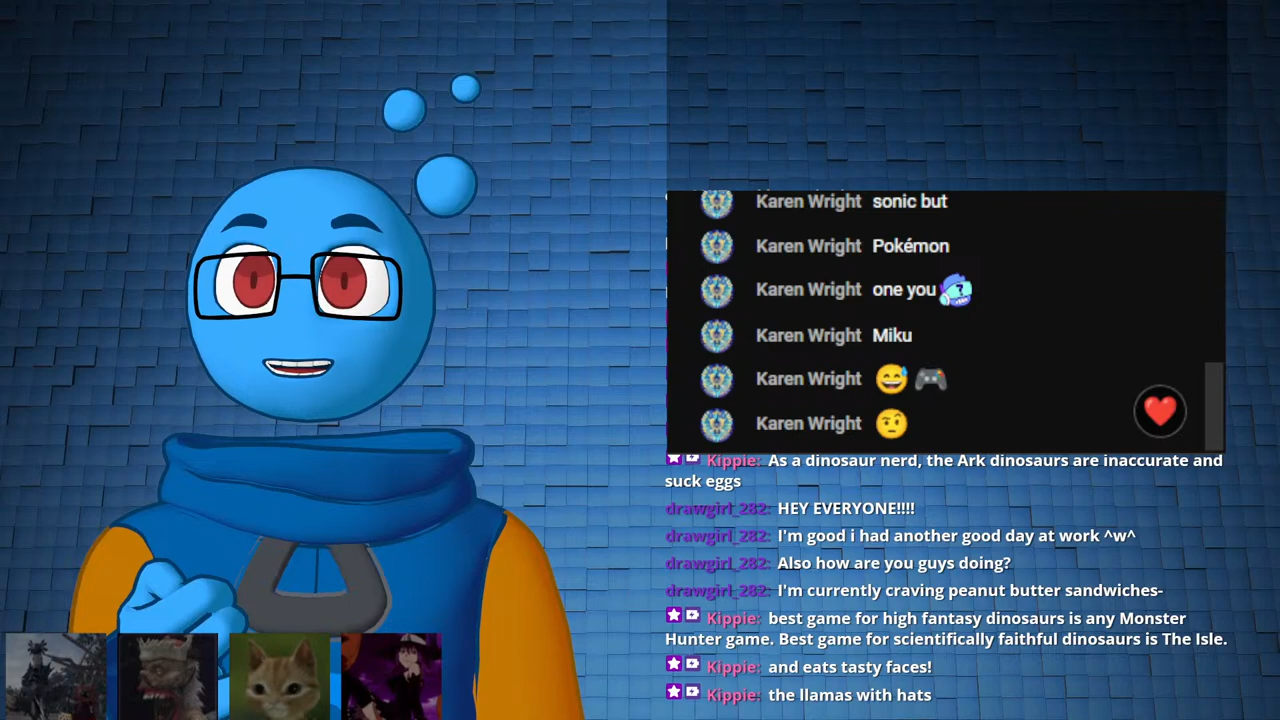 Karen Wright sonic but
Karen Wright Pokémon
Karen Wright one you
Karen Wright Miku
Karen Wright 😅 🎮
Karen Wright 🤨
Kippie: As a dinosaur nerd, the Ark dinosaurs are inaccurate and
suck eggs
drawgirl_282: HEY EVERYONE!!!!
drawgirl_282: I'm good i had another good day at work ^w^
drawgirl_282: Also how are you guys doing?
drawgirl_282: I'm currently craving peanut butter sandwiches-
Kippie: best game for high fantasy dinosaurs is any Monster
Hunter game. Best game for scientifically faithful dinosaurs is The Isle.
Kippie: and eats tasty faces!
Kippie: the llamas with hats